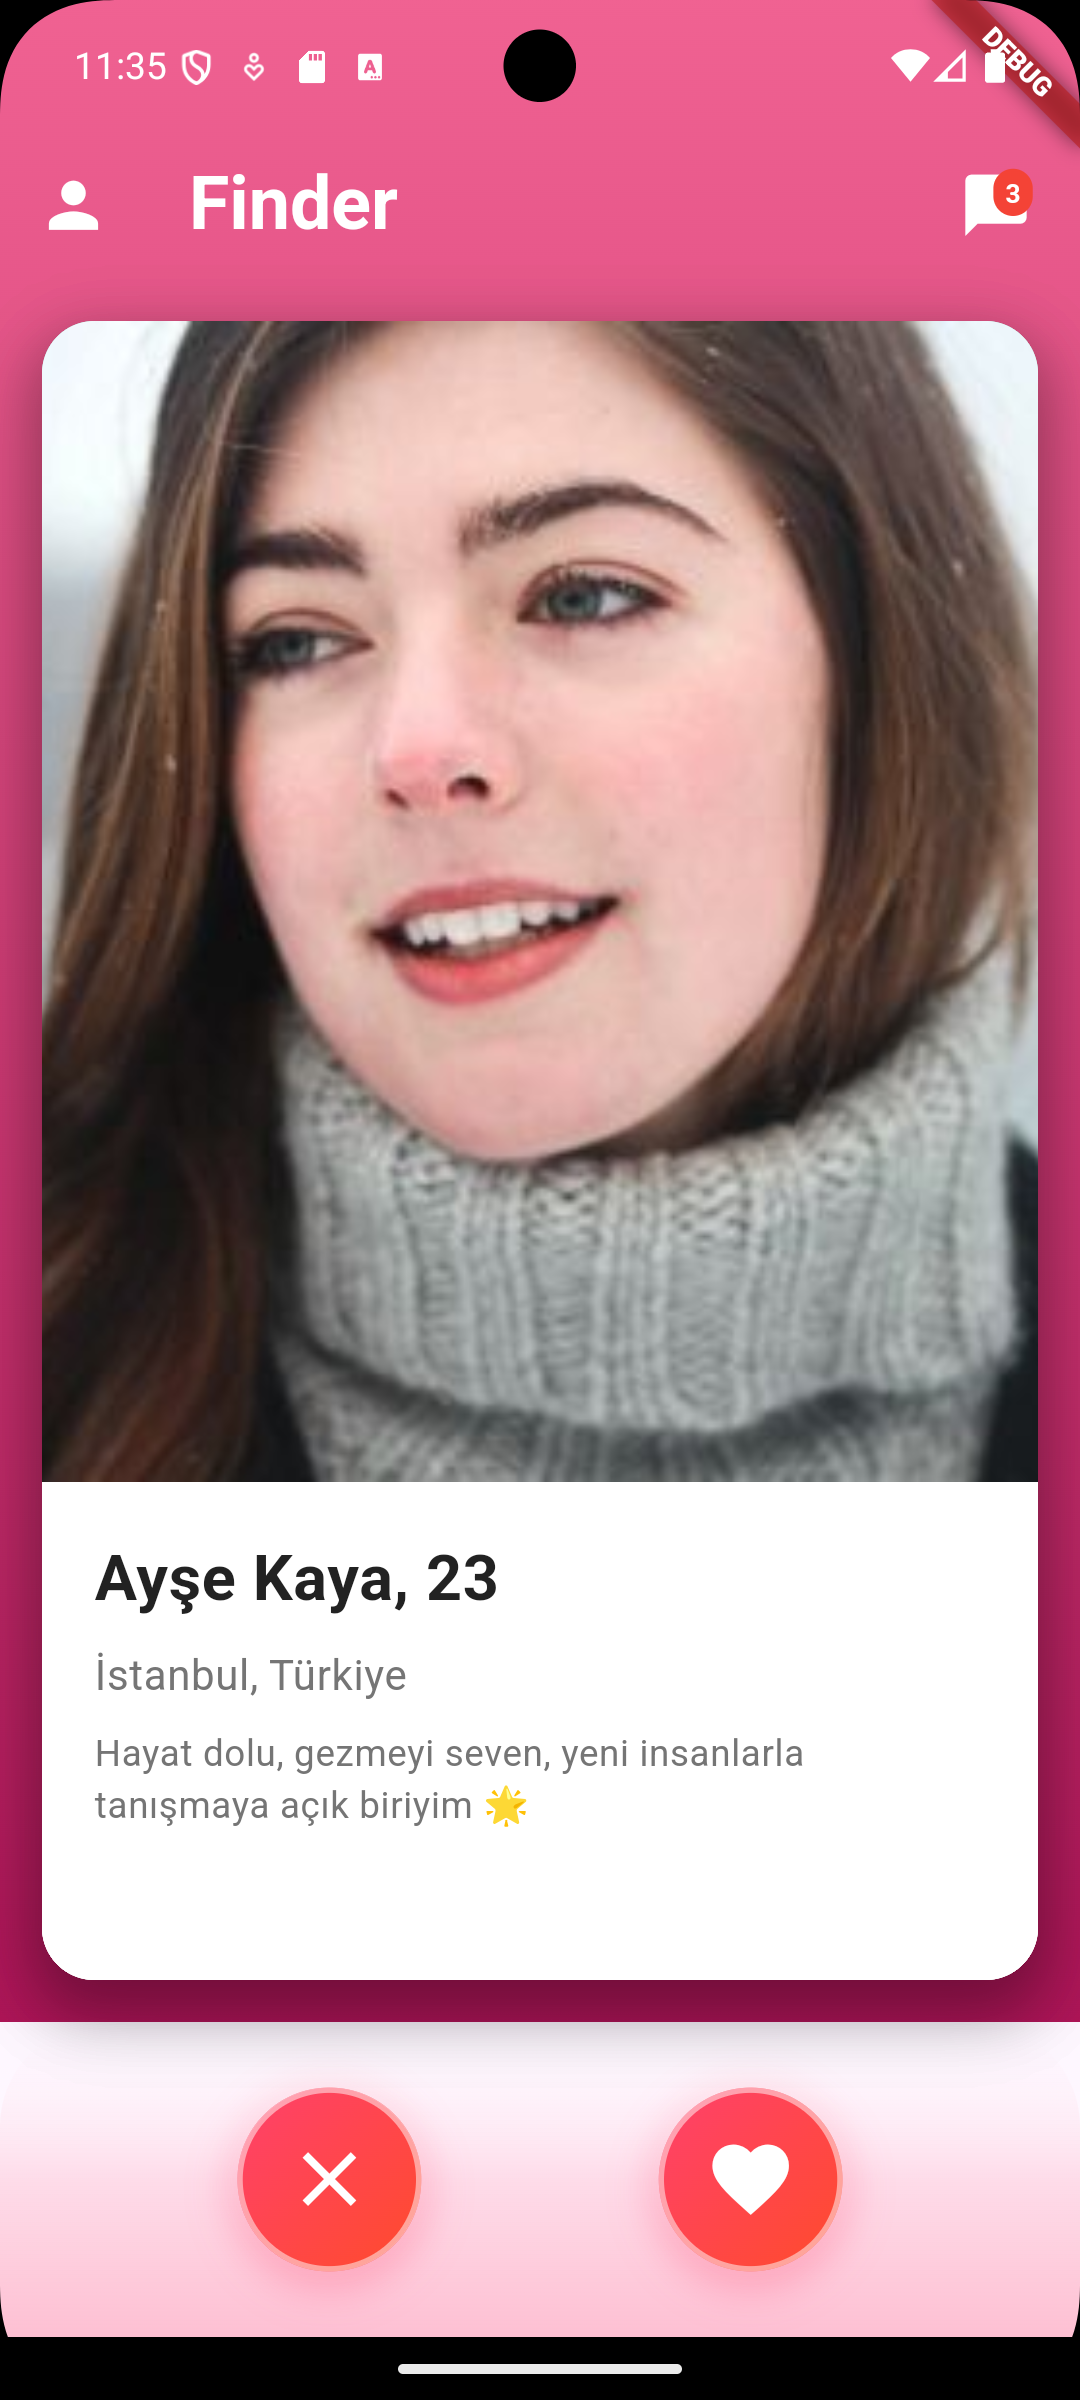 11:35
DEBUG
Finder
3
Ayşe Kaya, 23
İstanbul, Türkiye
Hayat dolu, gezmeyi seven, yeni insanlarla
tanışmaya açık biriyim 🌟